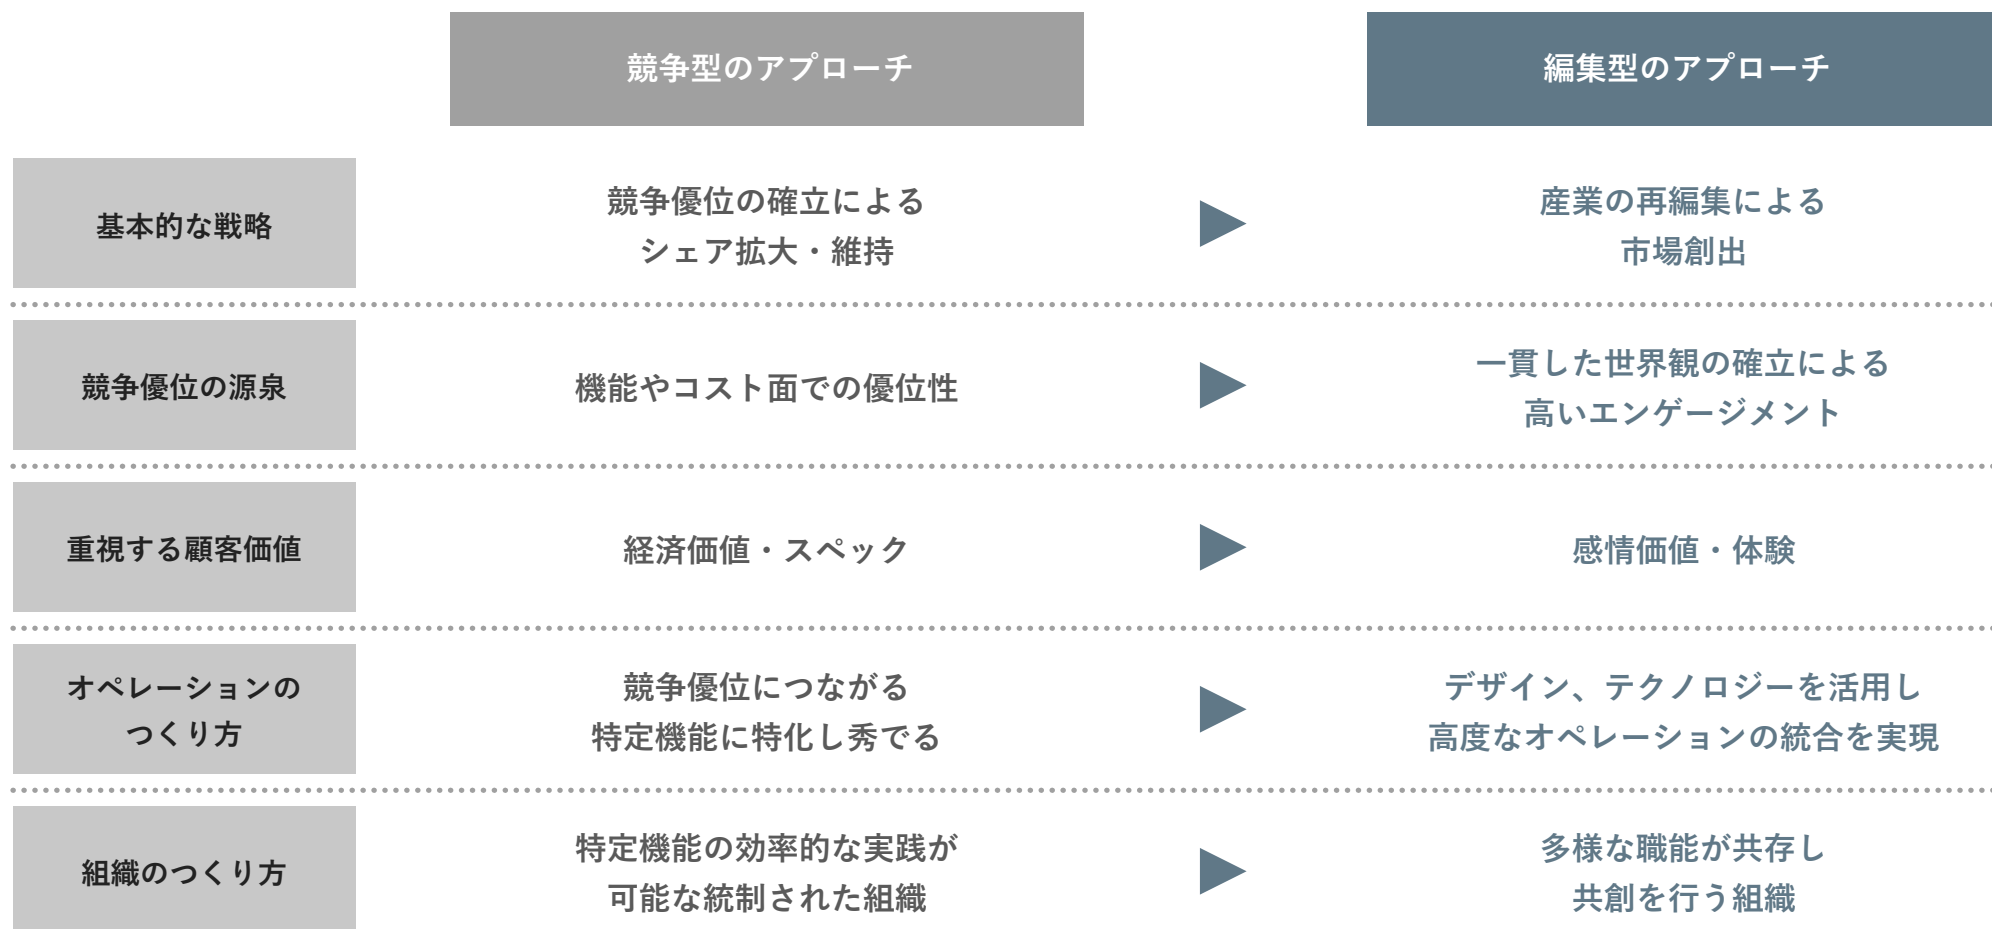 競争型のアプローチ
編集型のアプローチ
基本的な戦略
競争優位の確立による
シェア拡大・維持
産業の再編集による
市場創出
競争優位の源泉
機能やコスト面での優位性
一貫した世界観の確立による
高いエンゲージメント
重視する顧客価値
経済価値・スペック
感情価値・体験
オペレーションの
つくり方
競争優位につながる
特定機能に特化し秀でる
デザイン、テクノロジーを活用し
高度なオペレーションの統合を実現
組織のつくり方
特定機能の効率的な実践が
可能な統制された組織
多様な職能が共存し
共創を行う組織